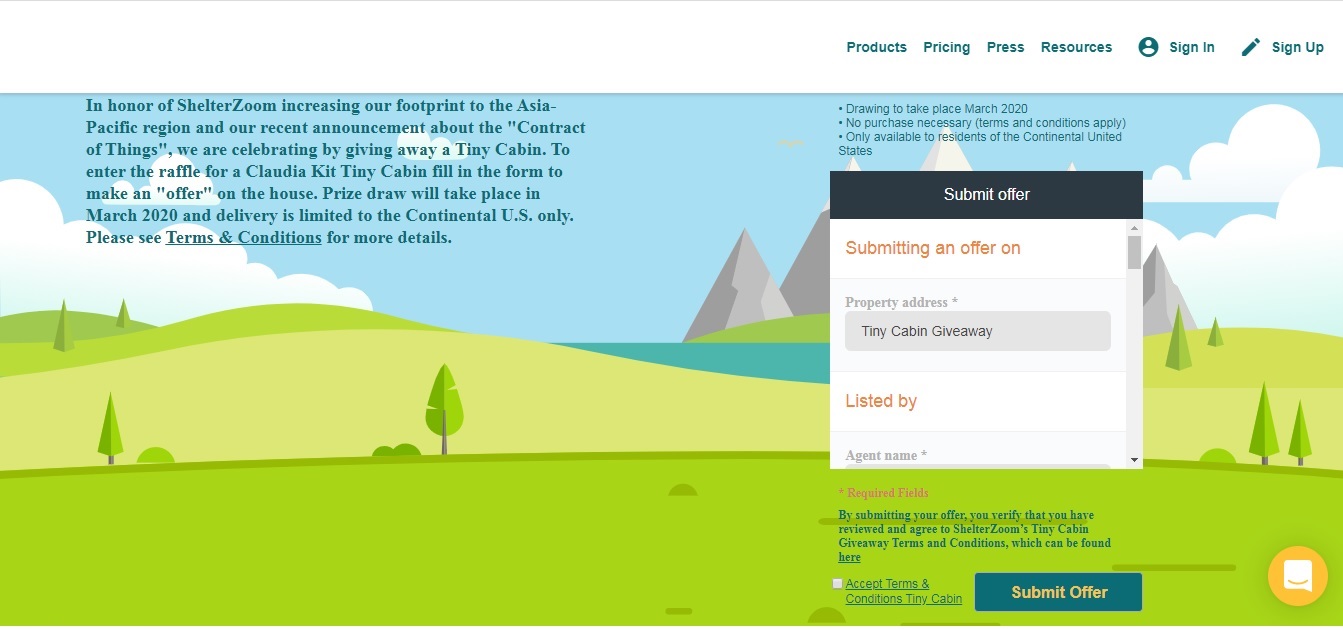 Products Pricing Press Resources Sign In Sign Up
In honor of ShelterZoom increasing our footprint to the Asia-
Pacific region and our recent announcement about the "Contract
of Things", we are celebrating by giving away a Tiny Cabin. To
enter the raffle for a Claudia Kit Tiny Cabin fill in the form to
make an "offer" on the house. Prize draw will take place in
March 2020 and delivery is limited to the Continental U.S. only.
Please see Terms & Conditions for more details.
• Drawing to take place March 2020
• No purchase necessary (terms and conditions apply)
• Only available to residents of the Continental United
States
Submit offer
Submitting an offer on
Property address *
Tiny Cabin Giveaway
Listed by
Agent name *
* Required Fields
By submitting your offer, you verify that you have
reviewed and agree to ShelterZoom's Tiny Cabin
Giveaway Terms and Conditions, which can be found
here
Accept Terms &
Conditions Tiny Cabin
Submit Offer